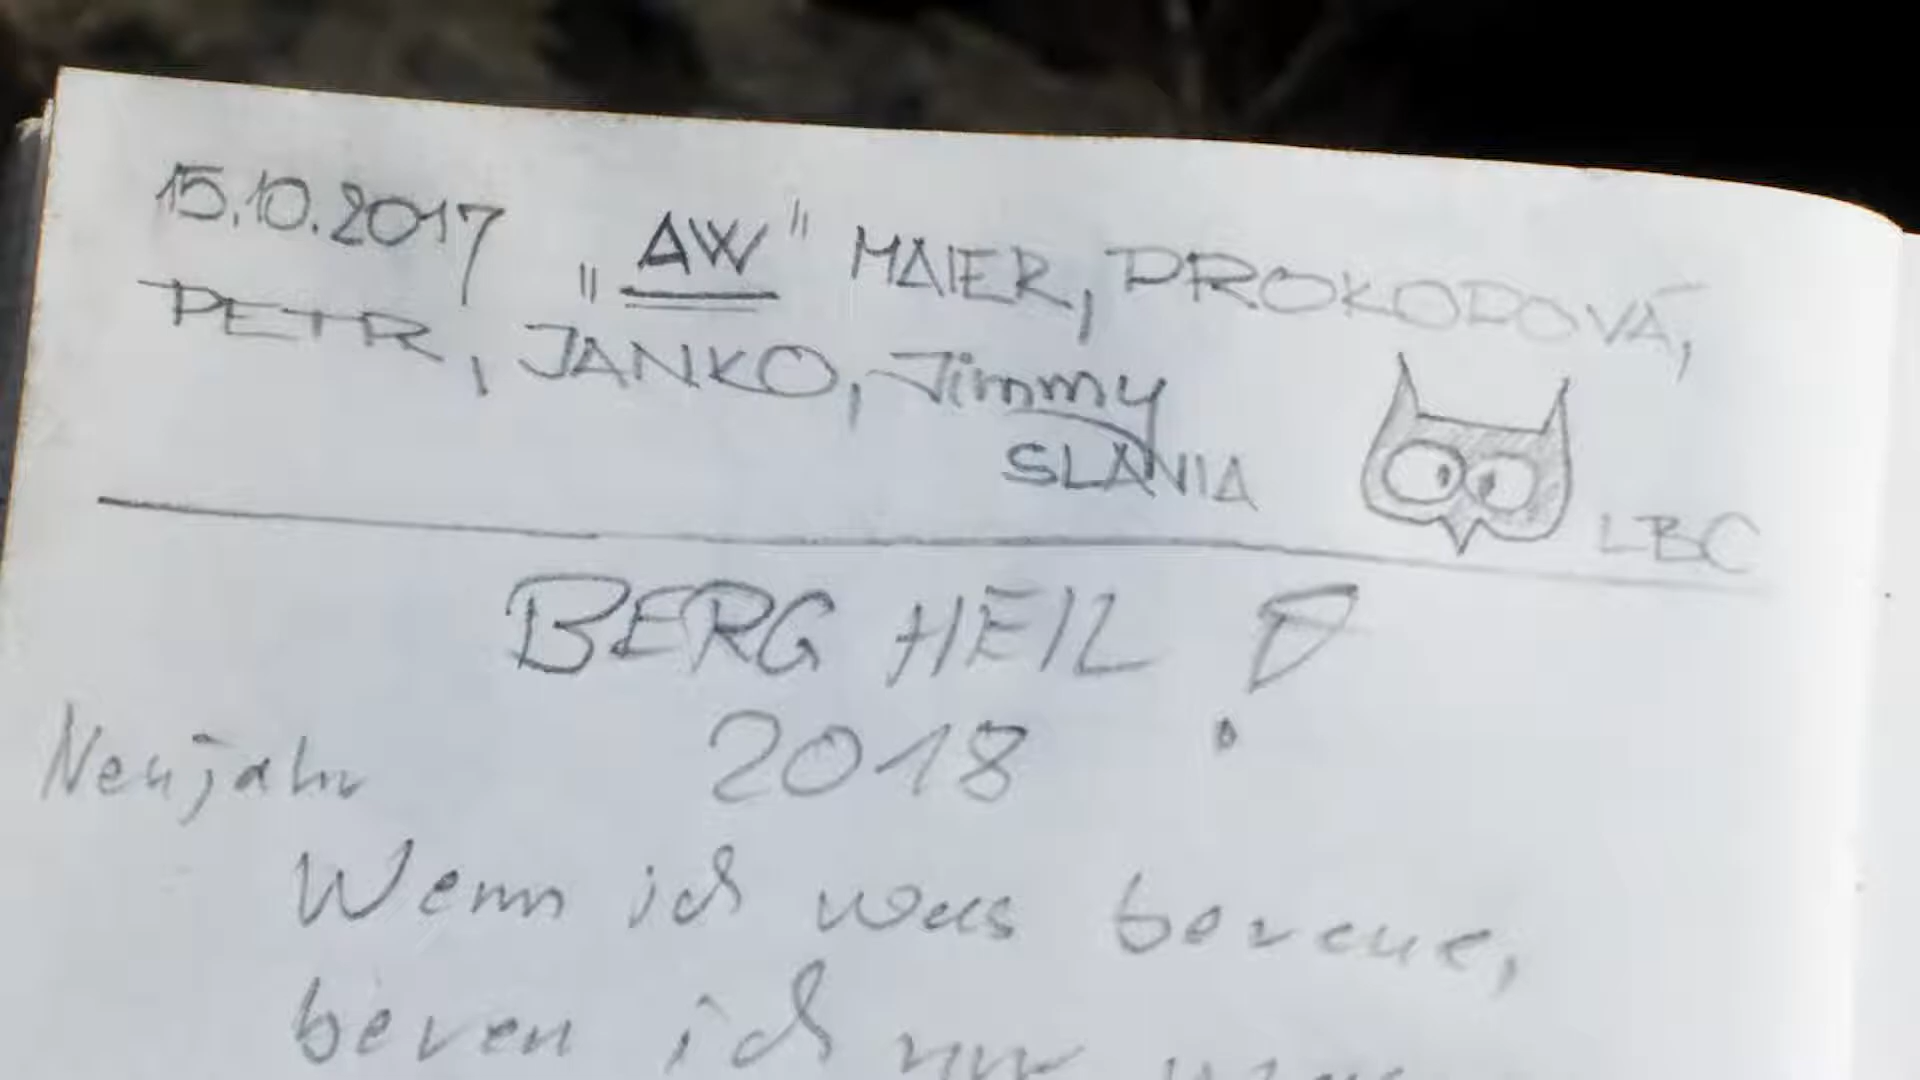 15.10.2017 "AW" MAIER, PROKOPOVÁ,
PETR, JANKO, Jimmy
SLANIA
LBC
BERG HEIL!
Neujahr 2018
Wenn ich was bereue,
bereu ich nur